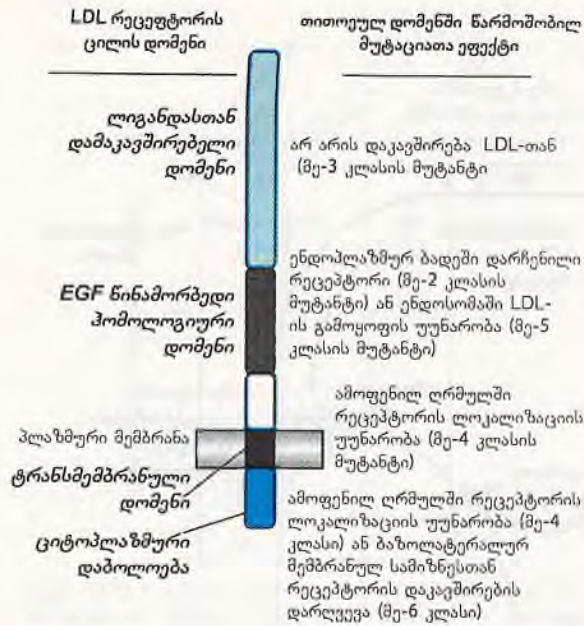 LDL რეცეფტორის
ცილის დომენი
თითოეულ დომენში წარმოშობილ
მუტაციათა ეფექტი
ლიგანდასთან
დამაკავშირებელი
დომენი
არ არის დაკავშირება LDL-თან
(მე-3 კლასის მუტანტი
EGF წინამორბედი
ჰომოლოგიური
დომენი
ენდოპლაზმურ ბადეში დარჩენილი
რეცეპტორი (მე-2 კლასის
მუტანტი) ან ენდოსომაში LDL-
ის გამოყოფის უუნარობა (მე-5
კლასის მუტანტი)
პლაზმური მემბრანა
ამოფენილ ღრმულში
რეცეპტორის ლოკალიზაციის
უუნარობა (მე-4 კლასის
მუტანტი)
ტრანსმემბრანული
დომენი
ციტოპლაზმური
დაბოლოება
ამოფენილ ღრმულში რეცეპტორის
ლოკალიზაციის უუნარობა (მე-4
კლასი) ან ბაზოლატერალურ
მემბრანულ სამიზნესთან
რეცეპტორის დაკავშირების
დარღვევა (მე-6 კლასი)